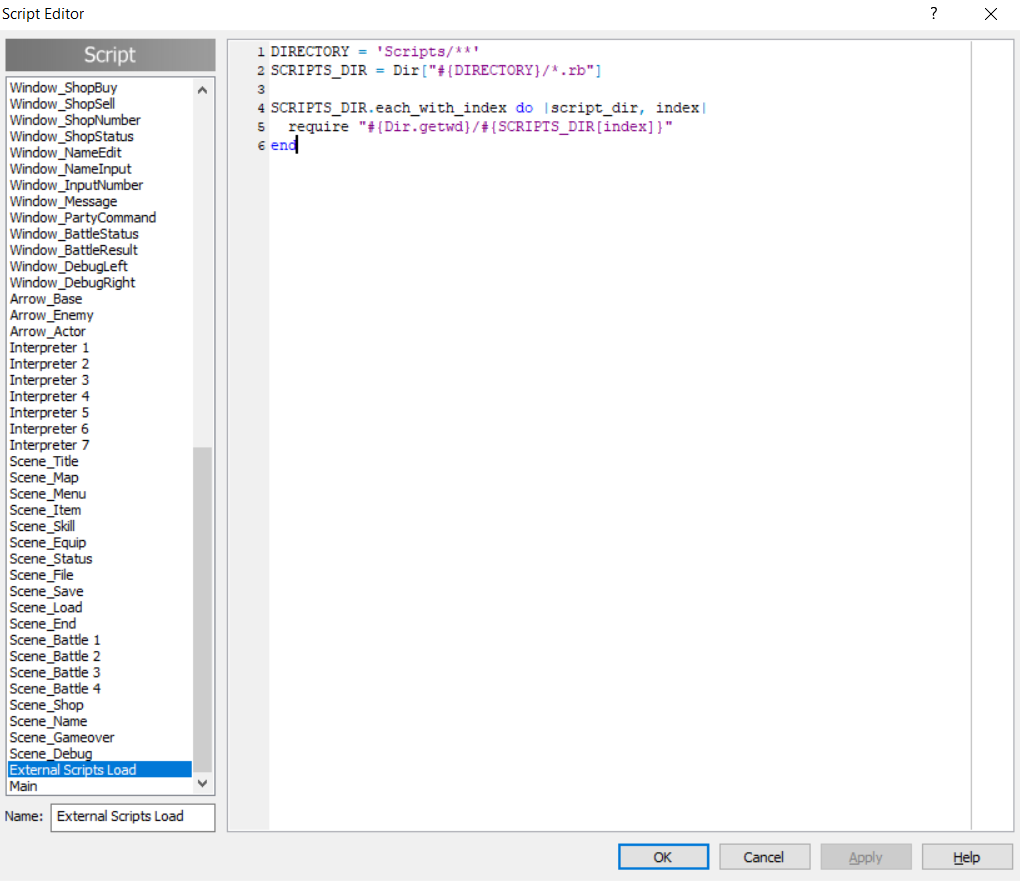 Script Editor
?
Script
Window_ShopBuy
Window_ShopSell
Window_ShopNumber
Window_ShopStatus
Window_NameEdit
Window_NameInput
Window_InputNumber
Window_Message
Window_PartyCommand
Window_BattleStatus
Window_BattleResult
Window_DebugLeft
Window_DebugRight
Arrow_Base
Arrow_Enemy
Arrow_Actor
Interpreter 1
Interpreter 2
Interpreter 3
Interpreter 4
Interpreter 5
Interpreter 6
Interpreter 7
Scene_Title
Scene_Map
Scene_Menu
Scene_Item
Scene_Skill
Scene_Equip
Scene_Status
Scene_File
Scene_Save
Scene_Load
Scene_End
Scene_Battle 1
Scene_Battle 2
Scene_Battle 3
Scene_Battle 4
Scene_Shop
Scene_Name
Scene_Gameover
Scene_Debug
External Scripts Load
Main
Name: External Scripts Load
1 DIRECTORY = 'Scripts/**'
2 SCRIPTS_DIR = Dir["#{DIRECTORY}/*.rb"]
3
4 SCRIPTS_DIR.each_with_index do |script_dir, index|
5   require "#{Dir.getwd}/#{SCRIPTS_DIR[index]}"
6 end
OK
Cancel
Apply
Help